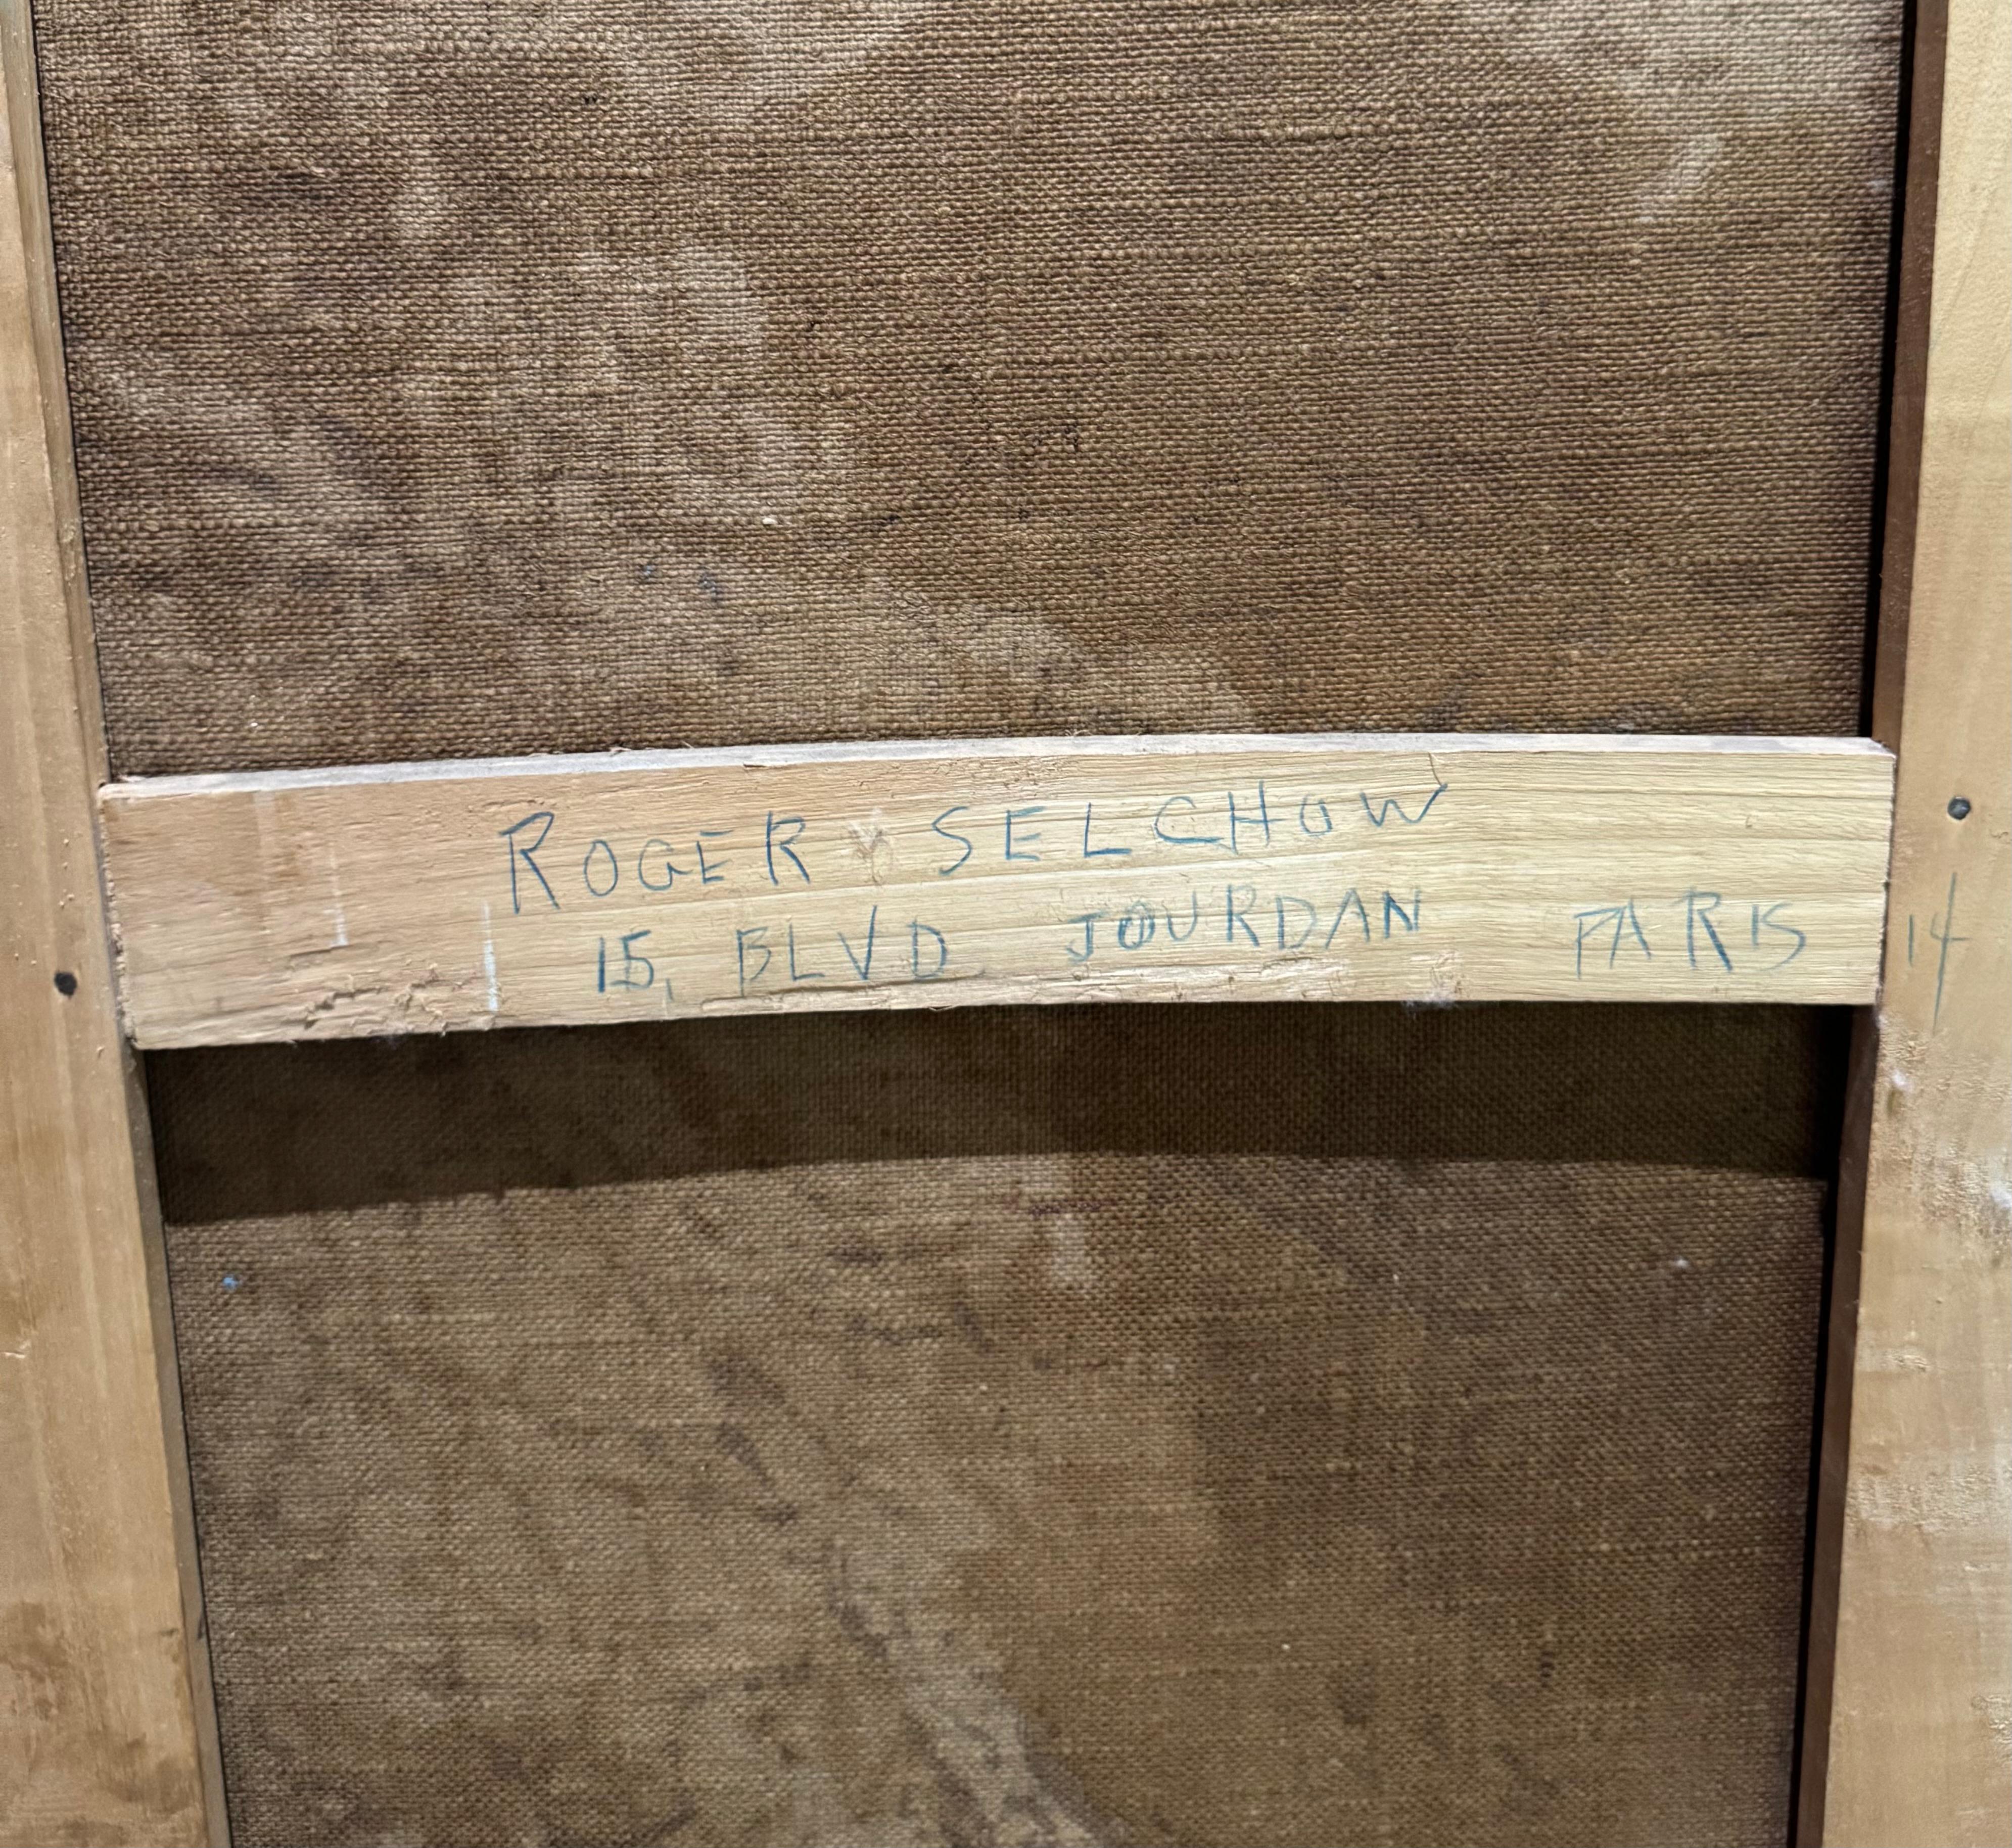 ROGER SELCHOW
15, BLVD JOURDAN PARIS 14